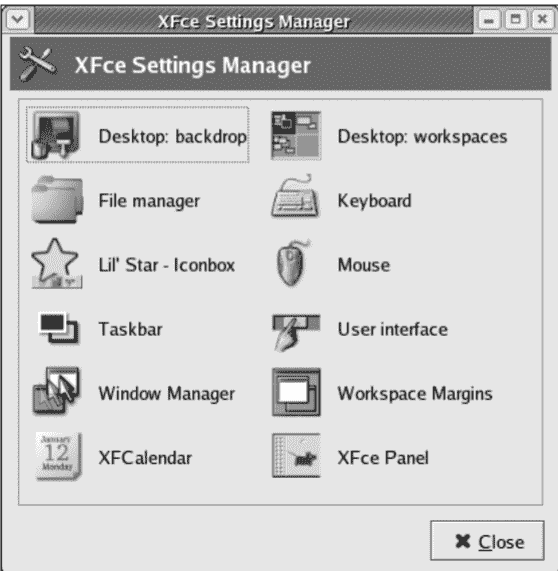 XFce Settings Manager
XFce Settings Manager
Desktop: backdrop
Desktop: workspaces
File manager
Keyboard
Lil' Star - Iconbox
Mouse
Taskbar
User interface
Window Manager
Workspace Margins
January
12
Monday
XFCalendar
XFce Panel
Close